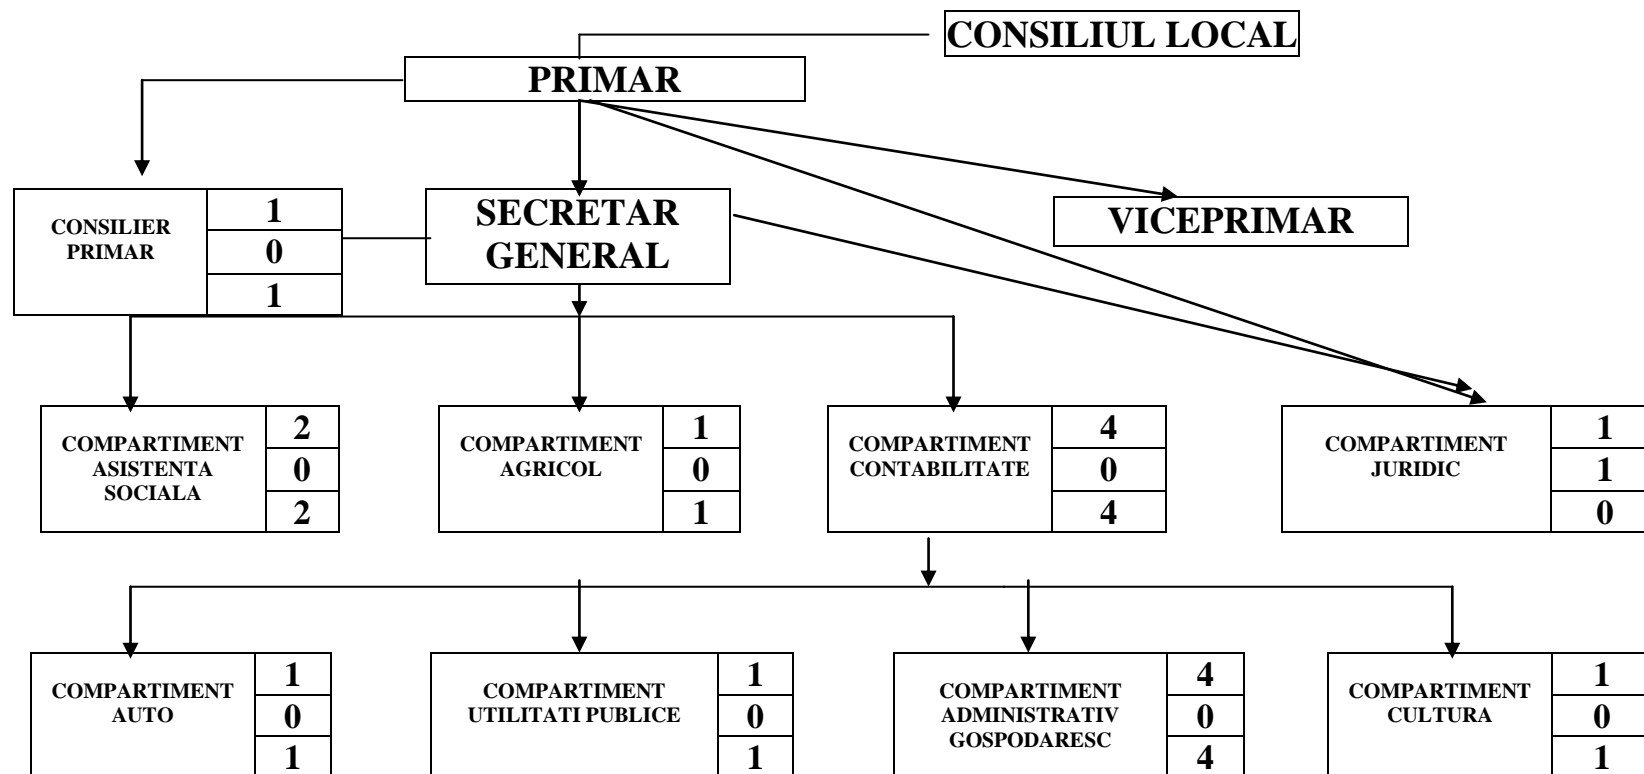 CONSILIUL LOCAL
PRIMAR
CONSILIER
PRIMAR
1
0
1
SECRETAR
GENERAL
VICEPRIMAR
COMPARTIMENT
ASISTENTA
SOCIALA
2
0
2
COMPARTIMENT
AGRICOL
1
0
1
COMPARTIMENT
CONTABILITATE
4
0
4
COMPARTIMENT
JURIDIC
1
1
0
COMPARTIMENT
AUTO
1
0
1
COMPARTIMENT
UTILITATI PUBLICE
1
0
1
COMPARTIMENT
ADMINISTRATIV
GOSPODARESC
4
0
4
COMPARTIMENT
CULTURA
1
0
1